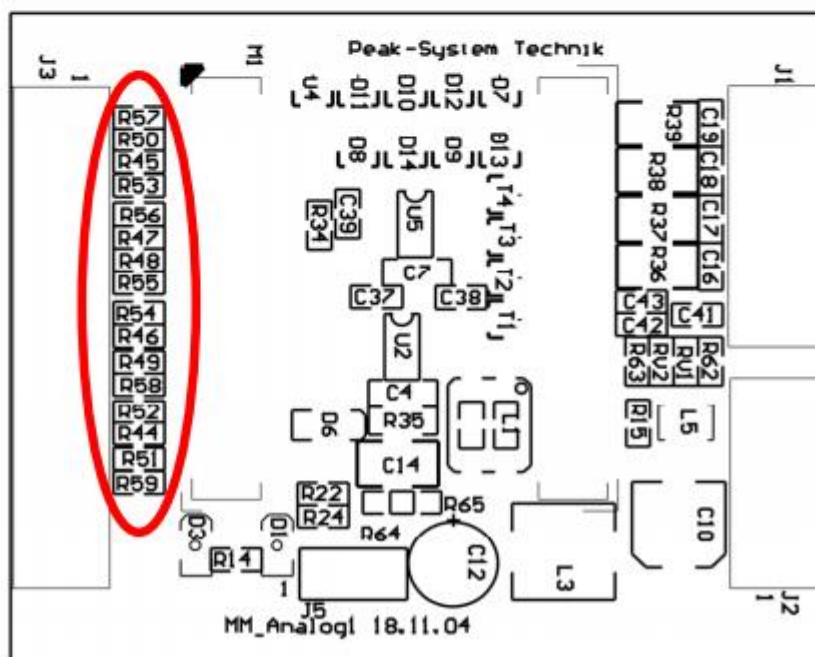 Peak-System Technik
J3 1
M1
U4 D11 D10 D12 D7
J1
R57
R50
R45
R53
R56
R47
R48
R55
R54
R46
R49
R58
R52
R44
R51
R59
D8 D14 D9 D13
T4
T3
T2
T1
R34 C39 U5
C7
C37 C38
U2
C4
R35
C14
D6
L1
R39 C19
R38 C18
R37 C17
R36 C16
C43 C41
C42
R63 RV2 RV1 R62
R15 L5
R22
R24
R65
R64
D3 D1
R14
C12
L3
C10
1
J5
J2
1
MM_Analog1 18.11.04